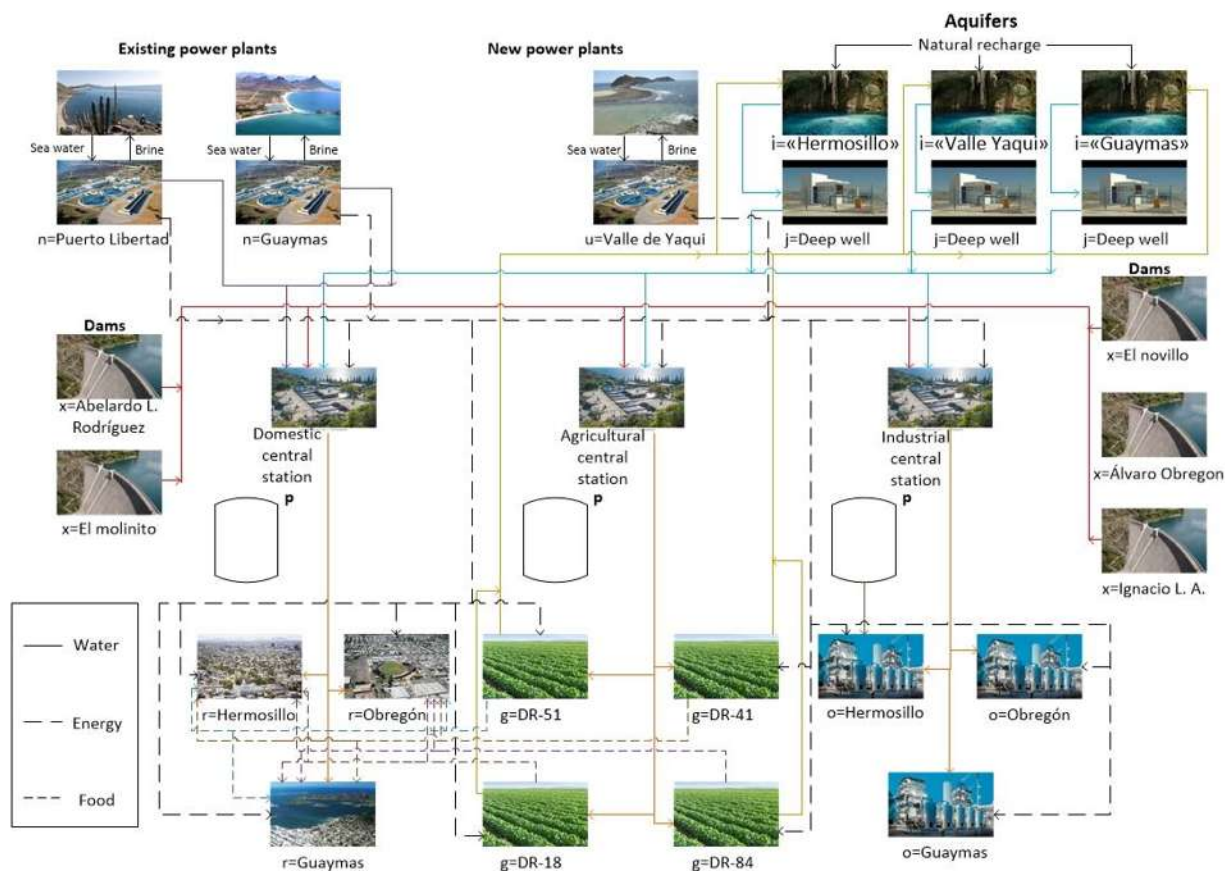 Existing power plants
New power plants
Aquifers
Natural recharge
Sea water
Brine
Sea water
Brine
Sea water
Brine
n=Puerto Libertad
n=Guaymas
u=Valle de Yaqui
i=«Hermosillo»
i=«Valle Yaqui»
i=«Guaymas»
j=Deep well
j=Deep well
j=Deep well
Dams
x=Abelardo L.
Rodríguez
x=El molinito
Dams
x=El novillo
x=Álvaro Obregon
x=Ignacio L. A.
Domestic
central
station
p
Agricultural
central
station
p
Industrial
central
station
p
Water
Energy
Food
r=Hermosillo
r=Obregón
r=Guaymas
g=DR-51
g=DR-41
g=DR-18
g=DR-84
o=Hermosillo
o=Obregón
o=Guaymas